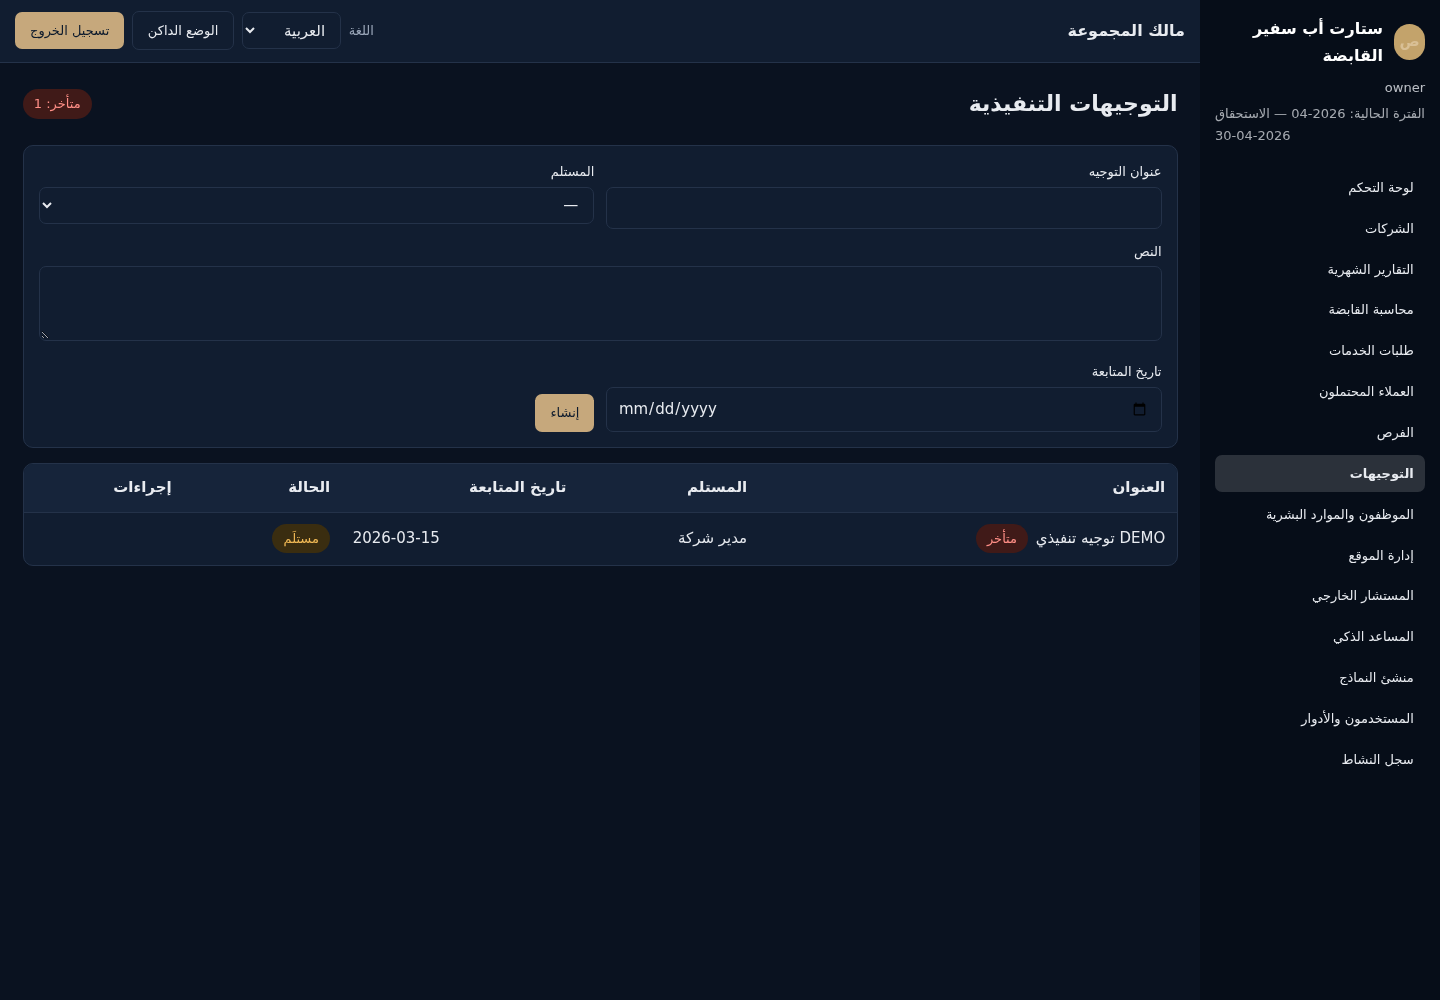 ص
ستارت أب سفير
القابضة
owner
الفترة الحالية: 2026-04 — الاستحقاق
2026-04-30
لوحة التحكم
الشركات
التقارير الشهرية
محاسبة القابضة
طلبات الخدمات
العملاء المحتملون
الفرص
التوجيهات
الموظفون والموارد البشرية
إدارة الموقع
المستشار الخارجي
المساعد الذكي
منشئ النماذج
المستخدمون والأدوار
سجل النشاط
مالك المجموعة
اللغة
العربية
الوضع الداكن
تسجيل الخروج
التوجيهات التنفيذية
متأخر: 1
عنوان التوجيه
المستلم
—
النص
تاريخ المتابعة
mm/dd/yyyy
إنشاء
العنوان المستلم تاريخ المتابعة الحالة إجراءات
DEMO توجيه تنفيذي متأخر مدير شركة 2026-03-15 مستلَم